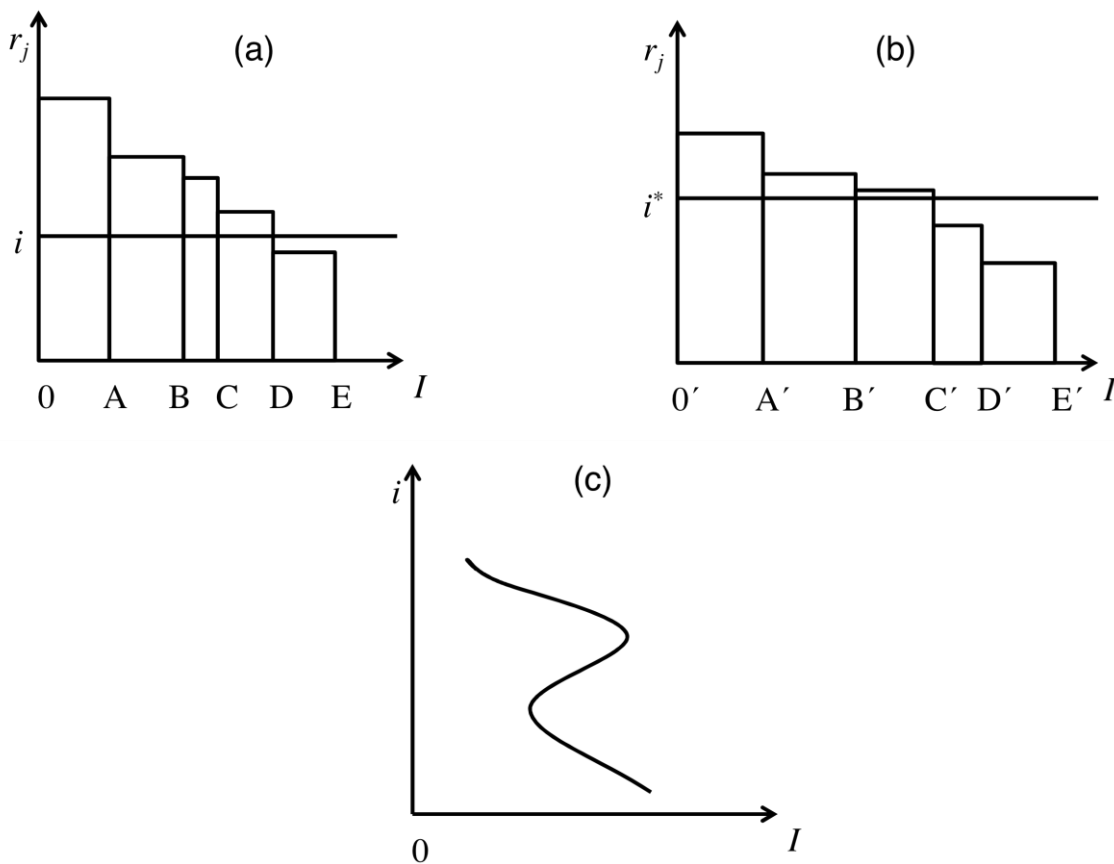 (a)
r_j
i
0 A B C D E I
(b)
r_j
i*
0′ A′ B′ C′ D′ E′ I
(c)
i
0 I